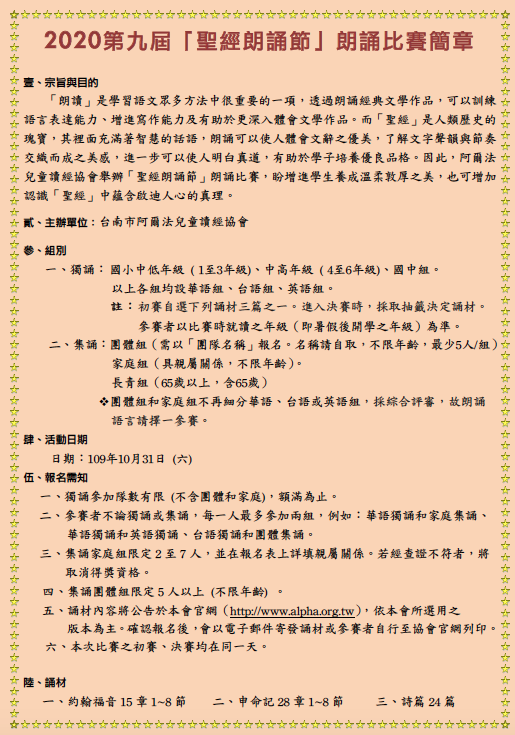 2020第九屆「聖經朗誦節」朗誦比賽簡章
壹、宗旨與目的
「朗讀」是學習語文眾多方法中很重要的一項，透過朗誦經典文學作品，可以訓練
語言表達能力、增進寫作能力及有助於更深入體會文學作品。而「聖經」是人類歷史的
瑰寶，其裡面充滿著智慧的話語，朗誦可以使人體會文辭之優美，了解文字聲韻與節奏
交織而成之美感，進一步可以使人明白真道，有助於學子培養優良品格。因此，阿爾法
兒童讀經協會舉辦「聖經朗誦節」朗誦比賽，盼增進學生養成溫柔敦厚之美，也可增加
認識「聖經」中蘊含啟迪人心的真理。
貳、主辦單位：台南市阿爾法兒童讀經協會
參、組別
一、獨誦： 國小中低年級 ( 1至3年級)、中高年級 ( 4至6年級)、國中組。
以上各組均設華語組、台語組、英語組。
註： 初賽自選下列誦材三篇之一。進入決賽時，採取抽籤決定誦材。
參賽者以比賽時就讀之年級（即暑假後開學之年級）為準。
二、集誦：團體組（需以「團隊名稱」報名。名稱請自取，不限年齡，最少5人/組）
家庭組（具親屬關係，不限年齡）。
長青組（65歲以上，含65歲）
❖團體組和家庭組不再細分華語、台語或英語組，採綜合評審，故朗誦
語言請擇一參賽。
肆、活動日期
日期：109年10月31日 (六)
伍、報名需知
一、獨誦參加隊數有限 (不含團體和家庭)，額滿為止。
二、參賽者不論獨誦或集誦，每一人最多參加兩組，例如：華語獨誦和家庭集誦、
華語獨誦和英語獨誦、台語獨誦和團體集誦。
三、集誦家庭組限定 2 至 7 人，並在報名表上詳填親屬關係。若經查證不符者，將
取消得獎資格。
四、集誦團體組限定 5 人以上 (不限年齡) 。
五、誦材內容將公告於本會官網（http://www.alpha.org.tw），依本會所選用之
版本為主。確認報名後，會以電子郵件寄發誦材或參賽者自行至協會官網列印。
六、本次比賽之初賽、決賽均在同一天。
陸、誦材
一、約翰福音 15 章 1~8 節 二、申命記 28 章 1~8 節 三、詩篇 24 篇